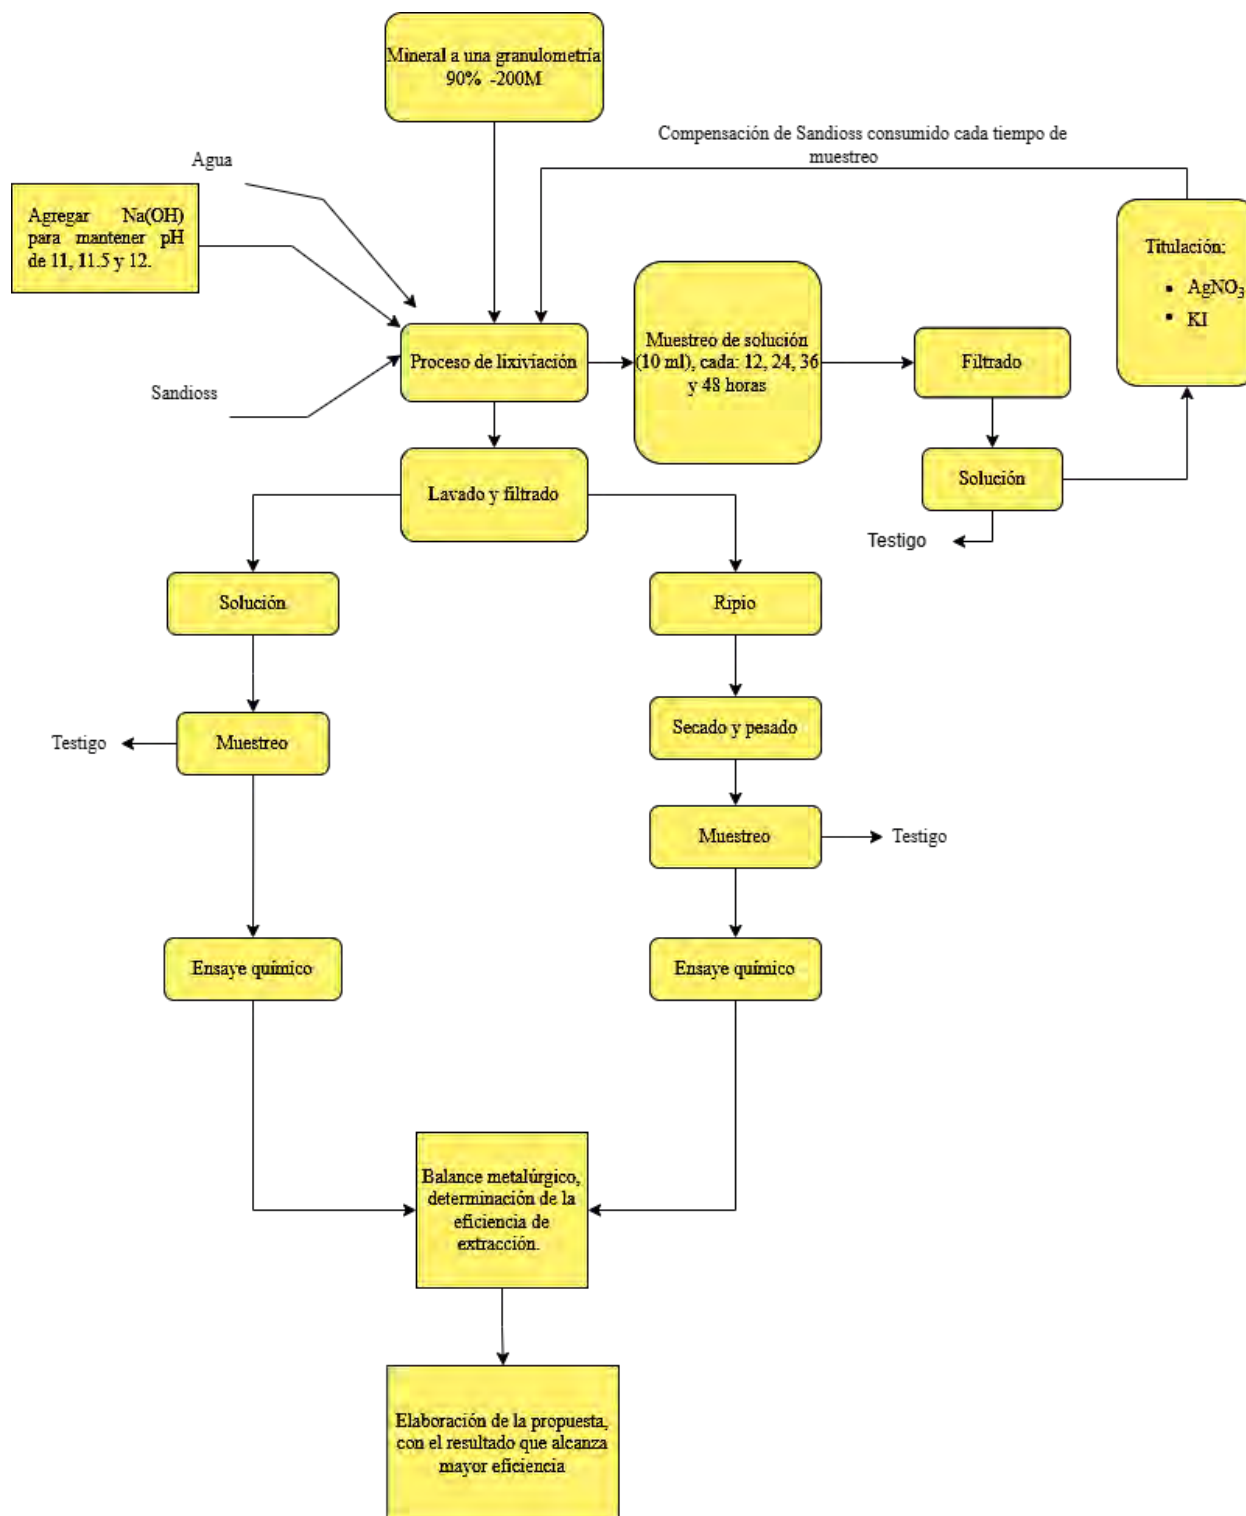 Mineral a una granulometría
90% -200M
Compensación de Sandioss consumido cada tiempo de
muestreo
Agua
Agregar Na(OH)
para mantener pH
de 11, 11.5 y 12.
Titulación:
• AgNO₃
• KI
Proceso de lixiviación
Muestreo de solución
(10 ml), cada: 12, 24, 36
y 48 horas
Filtrado
Sandioss
Lavado y filtrado
Solución
Testigo
Solución
Ripio
Secado y pesado
Testigo
Muestreo
Muestreo
Testigo
Ensaye químico
Ensaye químico
Balance metalúrgico,
determinación de la
eficiencia de
extracción.
Elaboración de la propuesta,
con el resultado que alcanza
mayor eficiencia